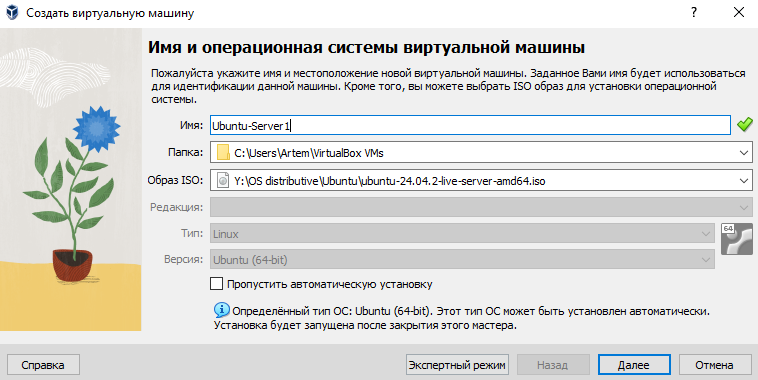 Создать виртуальную машину
Имя и операционная системы виртуальной машины
Пожалуйста укажите имя и местоположение новой виртуальной машины. Заданное Вами имя будет использоваться
для идентификации данной машины. Кроме того, вы можете выбрать ISO образ для установки операционной
системы.
Имя: Ubuntu-Server1
Папка: C:\Users\Artem\VirtualBox VMs
Образ ISO: Y:\OS distributive\Ubuntu\ubuntu-24.04.2-live-server-amd64.iso
Редакция:
Тип: Linux
64
Версия: Ubuntu (64-bit)
Пропустить автоматическую установку
Определённый тип ОС: Ubuntu (64-bit). Этот тип ОС может быть установлен автоматически.
Установка будет запущена после закрытия этого мастера.
Справка Экспертный режим Назад Далее Отмена